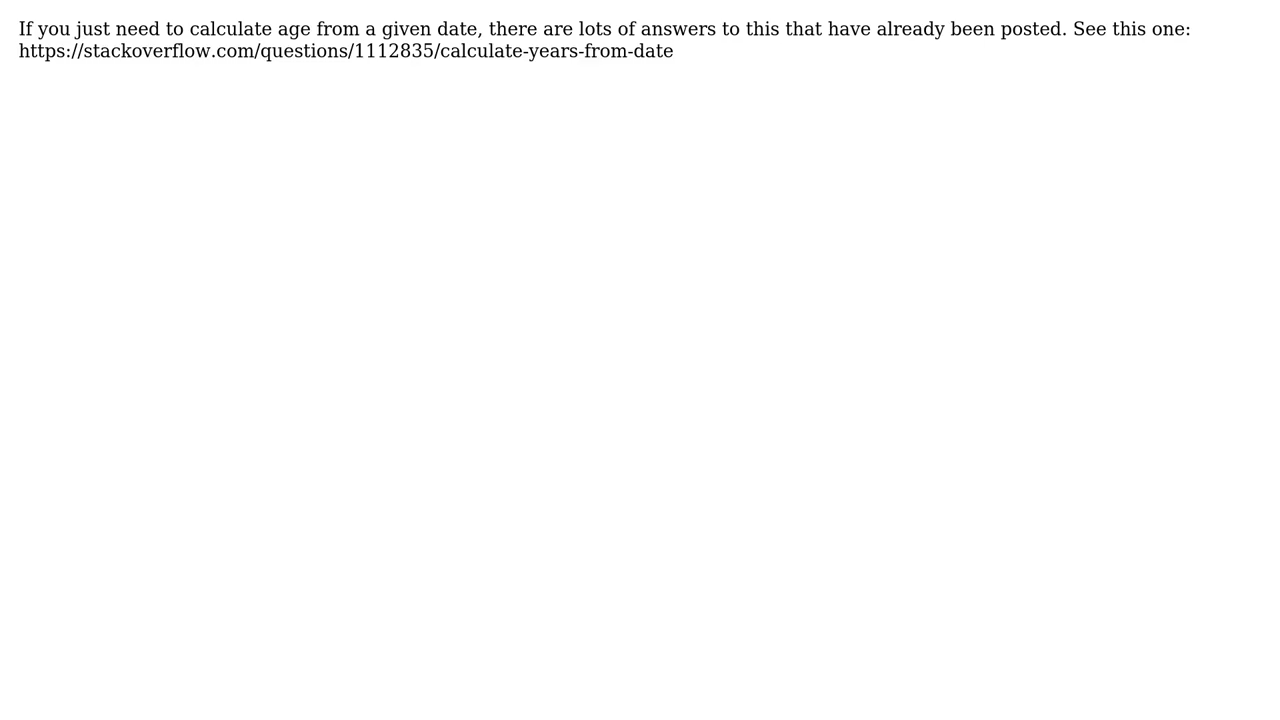 If you just need to calculate age from a given date, there are lots of answers to this that have already been posted. See this one:
https://stackoverflow.com/questions/1112835/calculate-years-from-date